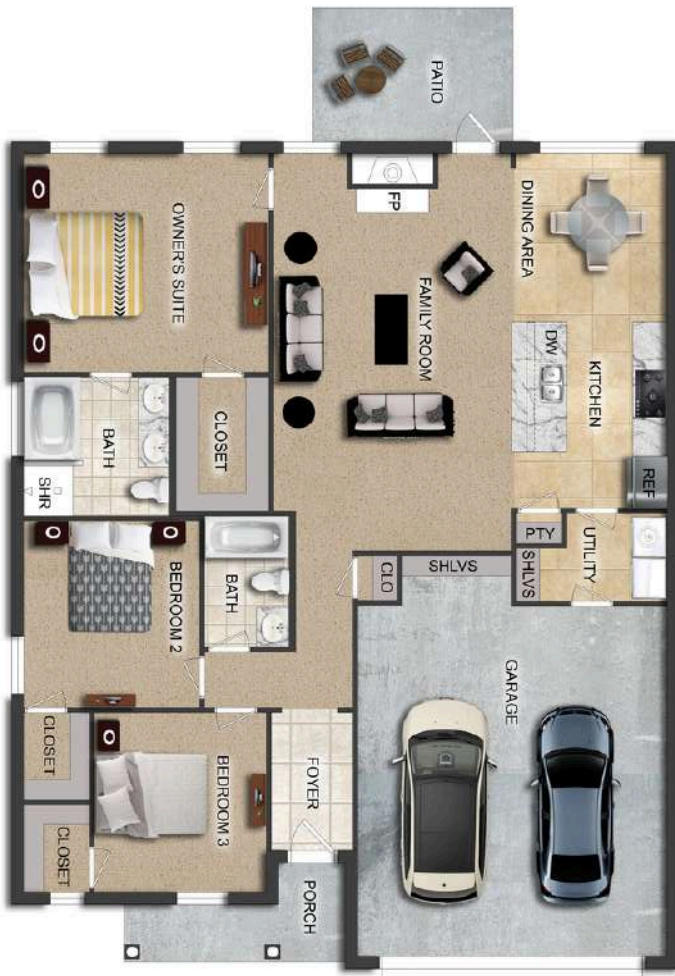 PATIO
OWNER'S SUITE
FP
DINING AREA
FAMILY ROOM
KITCHEN
DW
REF
BATH
CLOSET
SHR
PTY
UTILITY
SHLVS
SHLVS
CLO
BATH
BEDROOM 2
GARAGE
CLOSET
BEDROOM 3
FOYER
CLOSET
PORCH